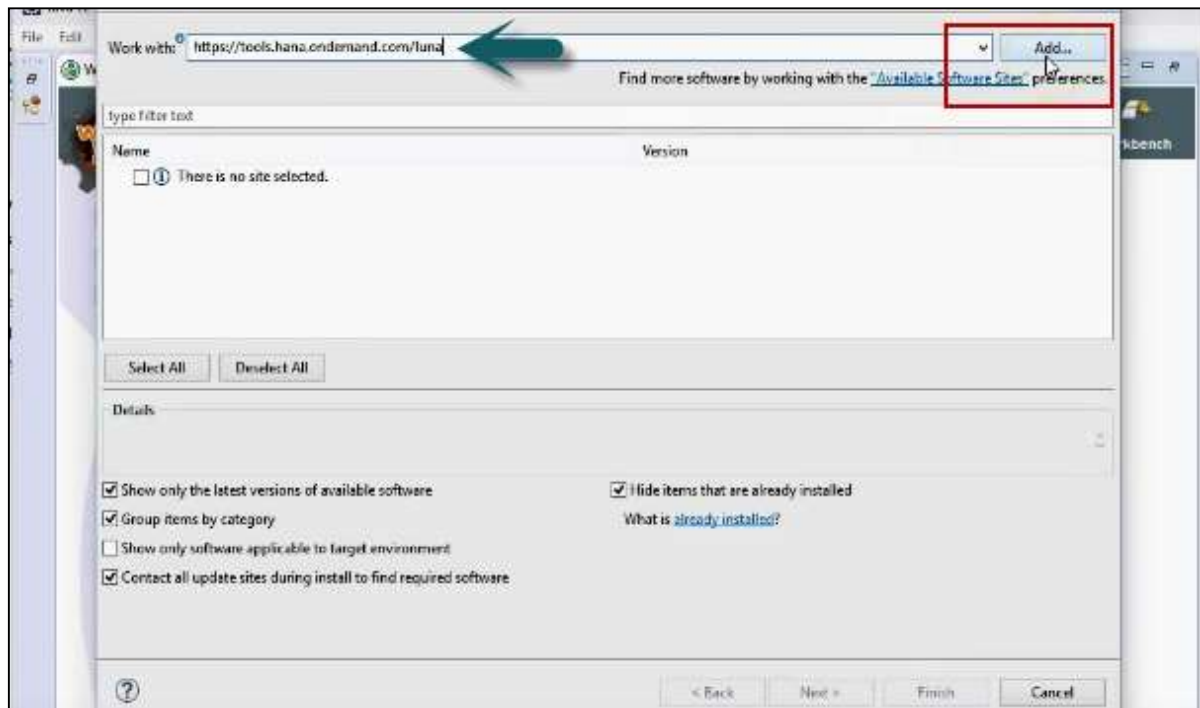 File Edit
Work with: https://tools.hana.ondemand.com/luna
Add...
Find more software by working with the "Available Software Sites" preferences.
type filter text
Name Version
There is no site selected.
Select All Deselect All
Details
Show only the latest versions of available software
Hide items that are already installed
Group items by category
What is already installed?
Show only software applicable to target environment
Contact all update sites during install to find required software
< Back Next > Finish Cancel
rkbench